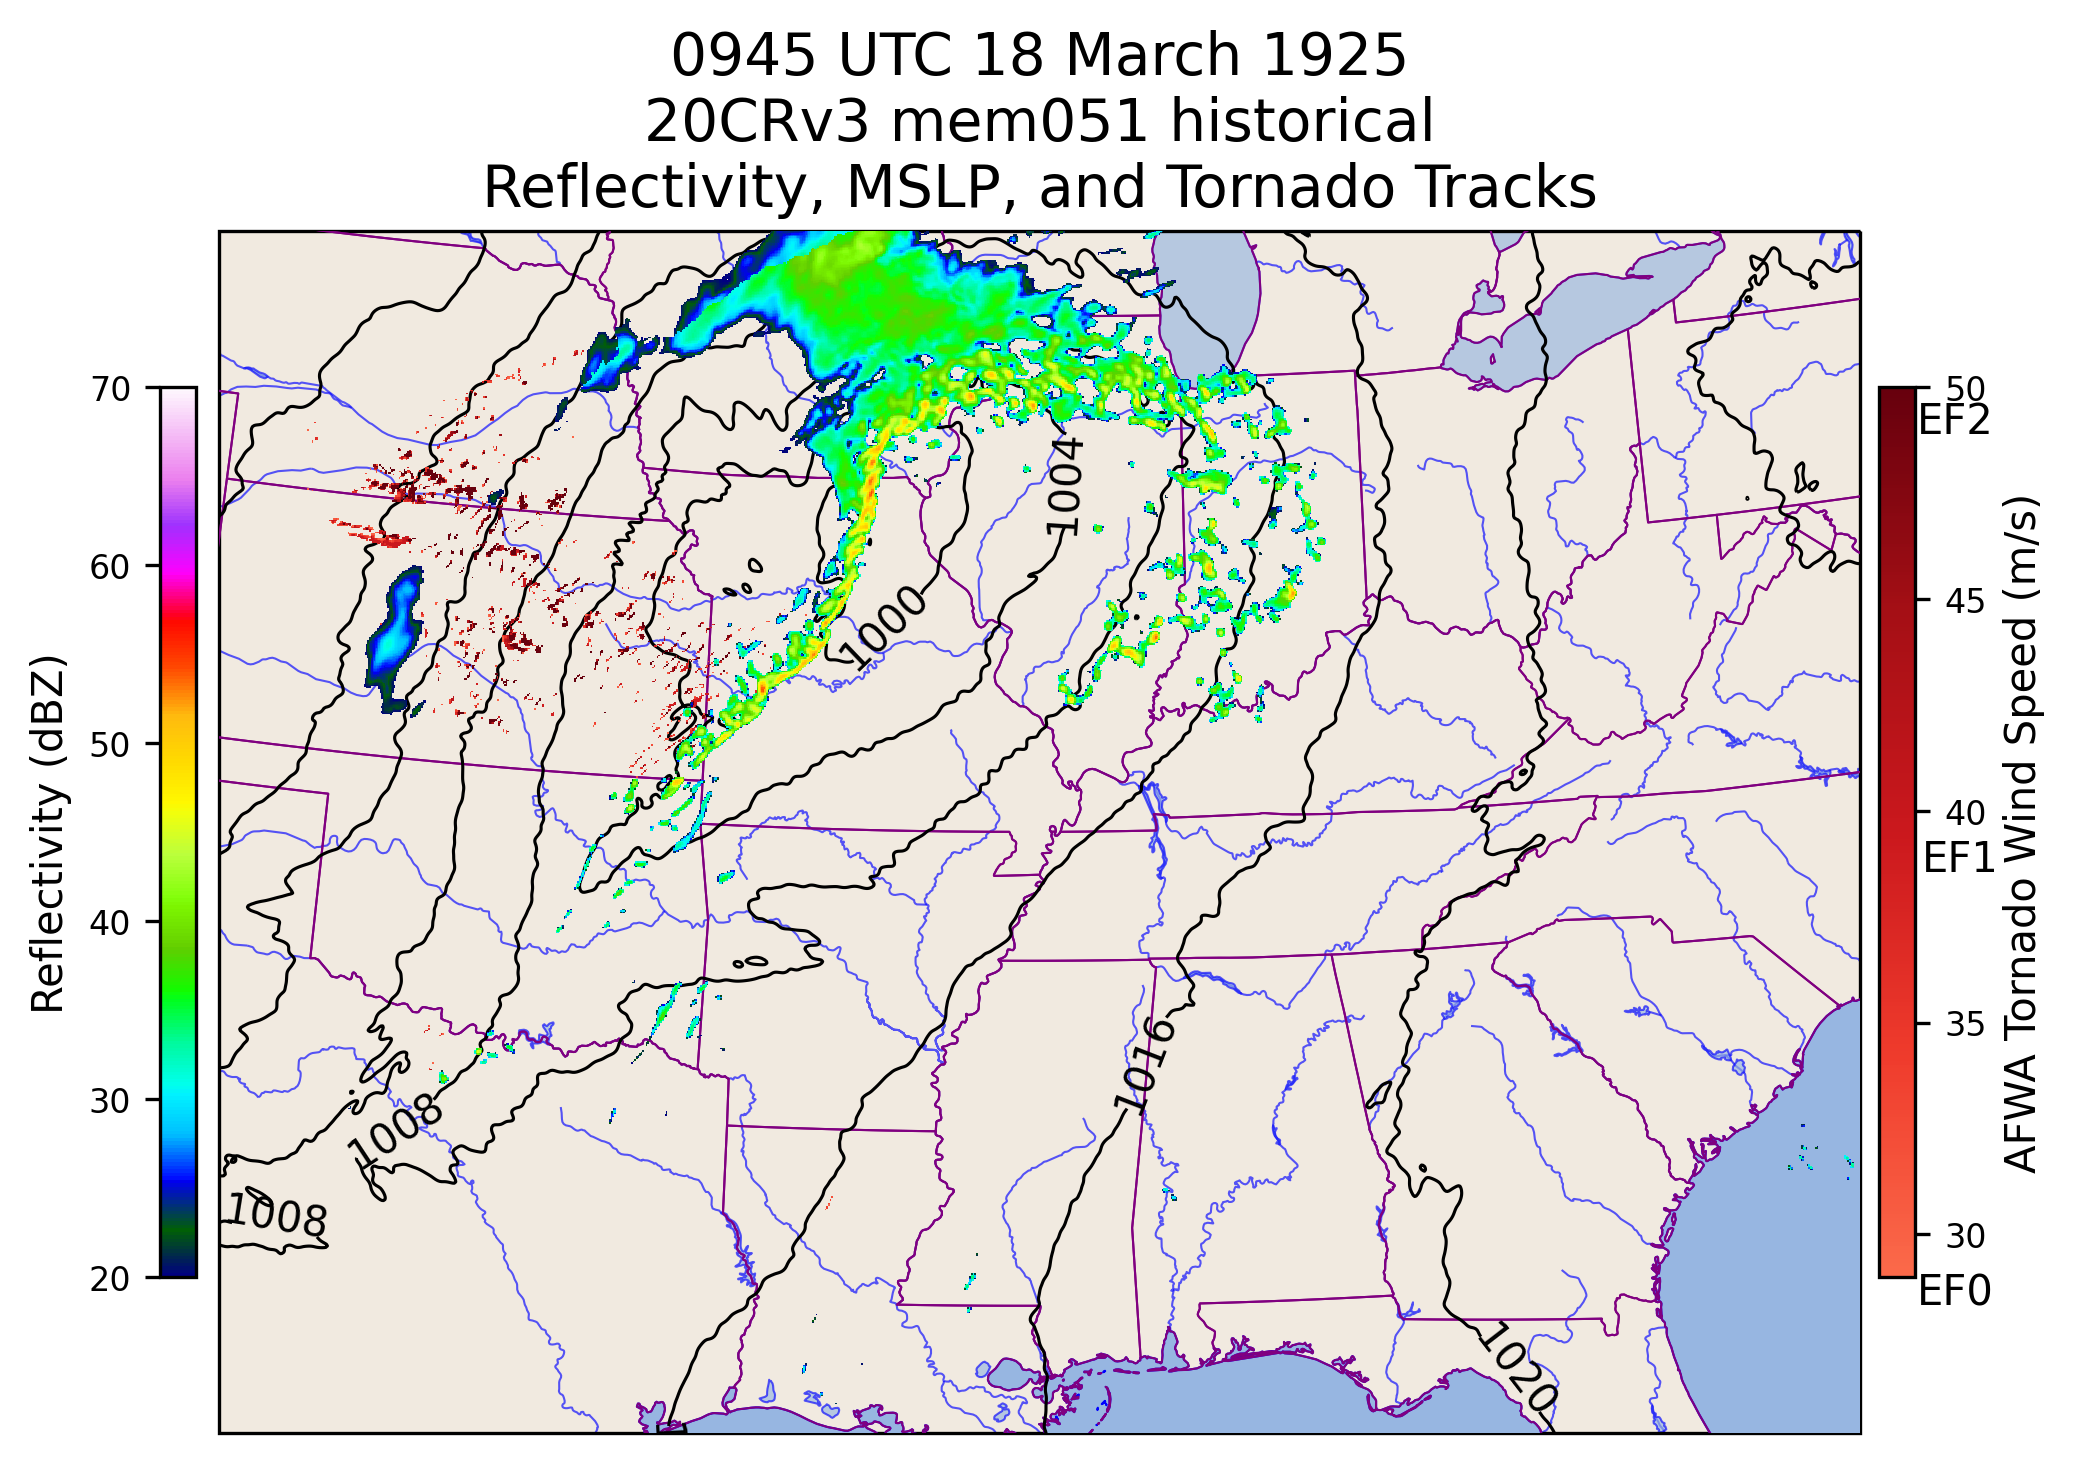 0945 UTC 18 March 1925
20CRv3 mem051 historical
Reflectivity, MSLP, and Tornado Tracks
Reflectivity (dBZ)
70
60
50
40
30
20
1004
1000
1016
1008
1008
1020
50
EF2
45
40
EF1
35
30
EF0
AFWA Tornado Wind Speed (m/s)